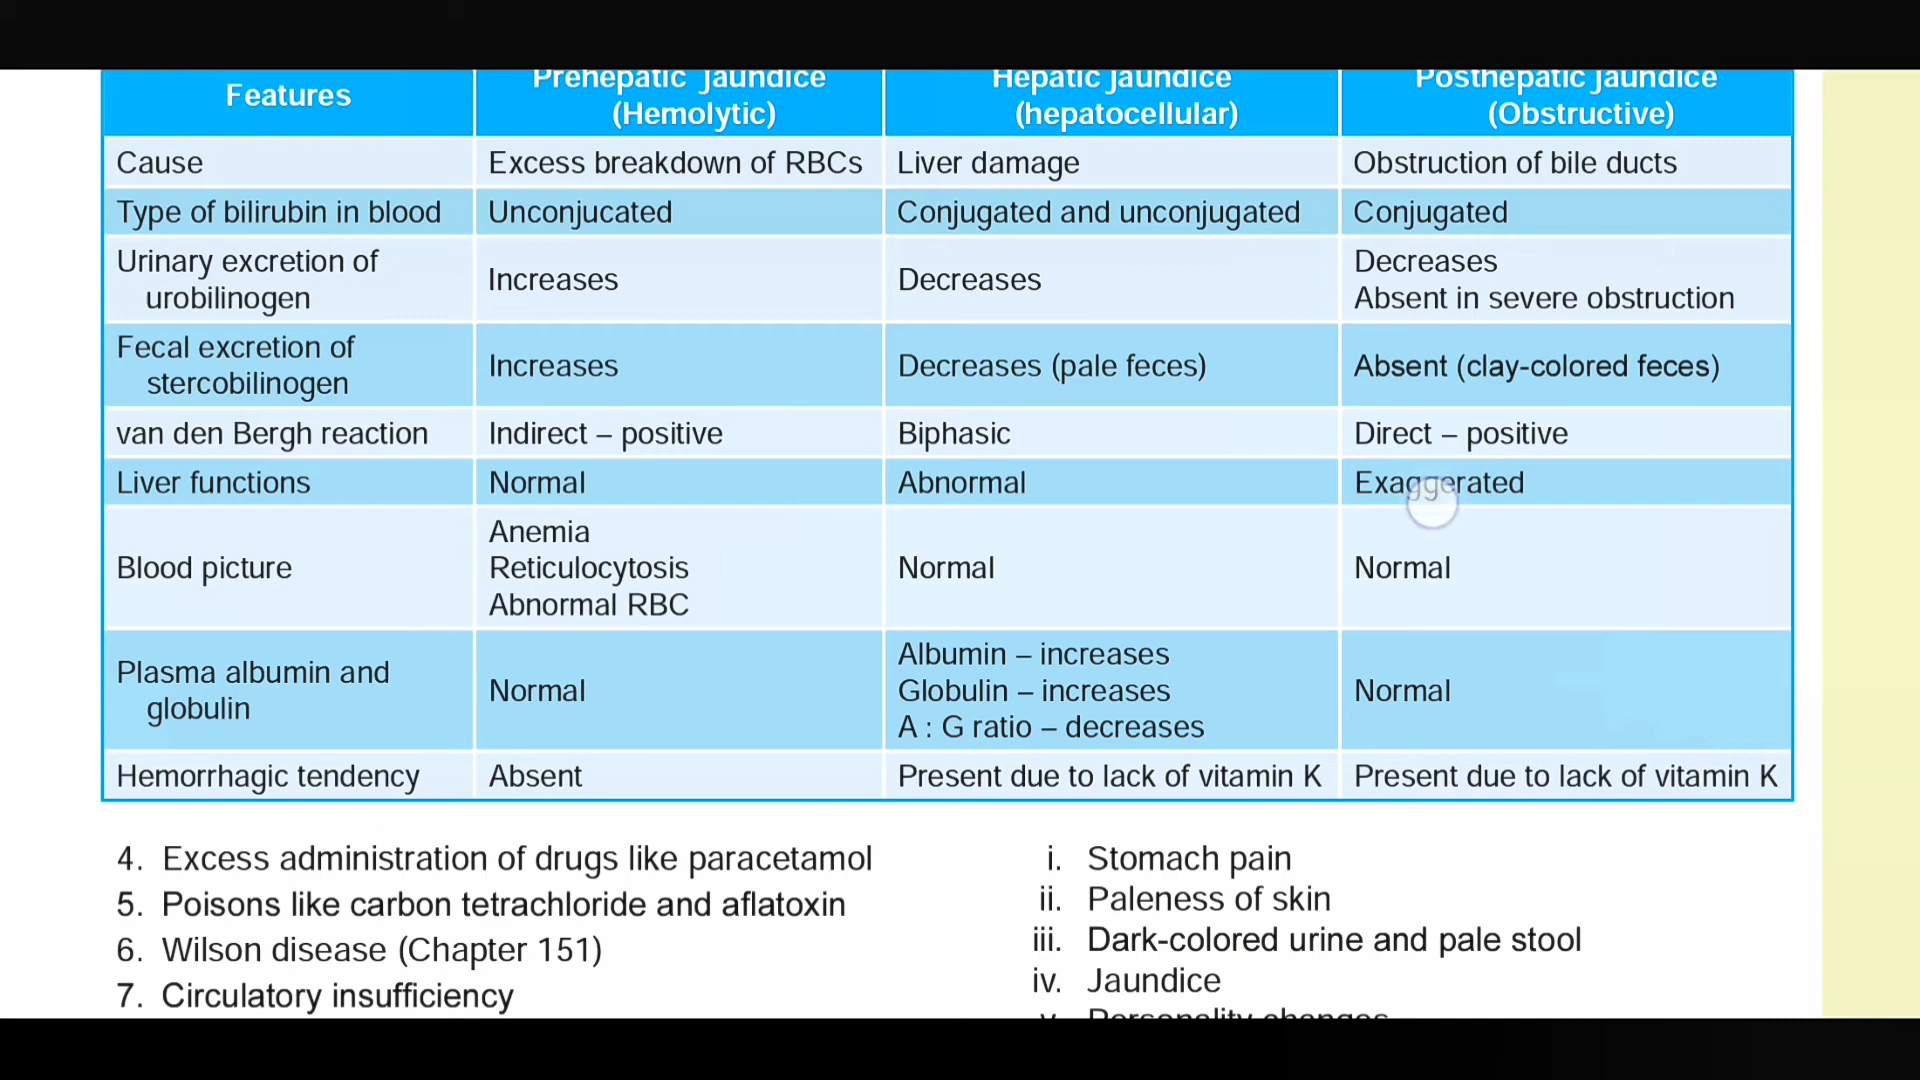 Features
Prehepatic jaundice
(Hemolytic)
Hepatic jaundice
(hepatocellular)
Posthepatic jaundice
(Obstructive)
Cause
Excess breakdown of RBCs
Liver damage
Obstruction of bile ducts
Type of bilirubin in blood
Unconjucated
Conjugated and unconjugated
Conjugated
Urinary excretion of
urobilinogen
Increases
Decreases
Decreases
Absent in severe obstruction
Fecal excretion of
stercobilinogen
Increases
Decreases (pale feces)
Absent (clay-colored feces)
van den Bergh reaction
Indirect – positive
Biphasic
Direct – positive
Liver functions
Normal
Abnormal
Exaggerated
Blood picture
Anemia
Reticulocytosis
Abnormal RBC
Normal
Normal
Plasma albumin and
globulin
Normal
Albumin – increases
Globulin – increases
A : G ratio – decreases
Normal
Hemorrhagic tendency
Absent
Present due to lack of vitamin K
Present due to lack of vitamin K
4. Excess administration of drugs like paracetamol
5. Poisons like carbon tetrachloride and aflatoxin
6. Wilson disease (Chapter 151)
7. Circulatory insufficiency
i. Stomach pain
ii. Paleness of skin
iii. Dark-colored urine and pale stool
iv. Jaundice
v. Personality changes